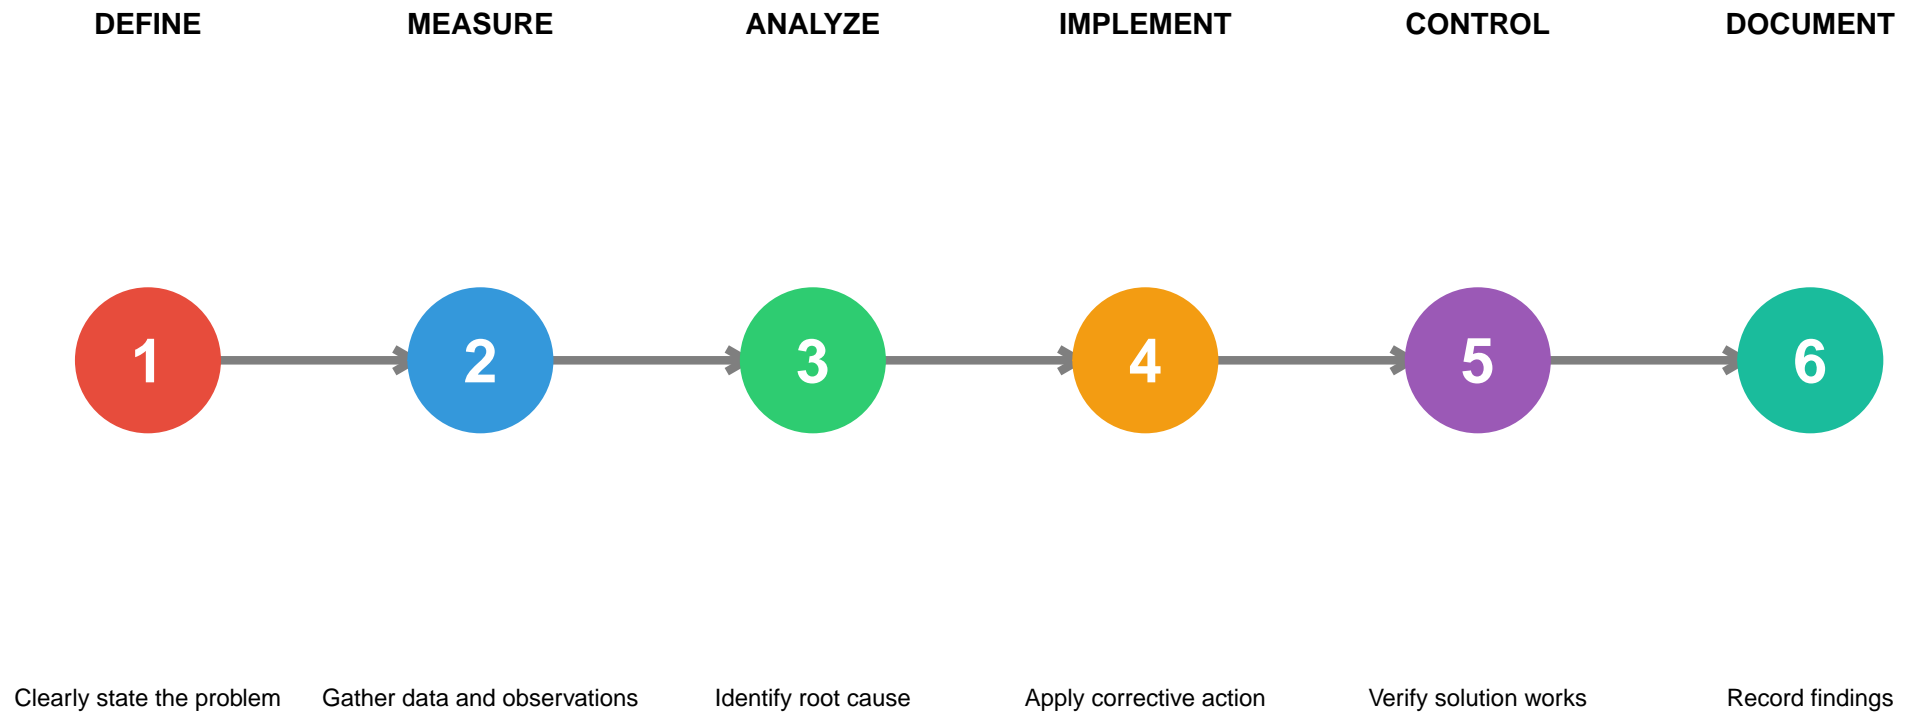 DEFINE
MEASURE
ANALYZE
IMPLEMENT
CONTROL
DOCUMENT
1
2
3
4
5
6
Clearly state the problem
Gather data and observations
Identify root cause
Apply corrective action
Verify solution works
Record findings